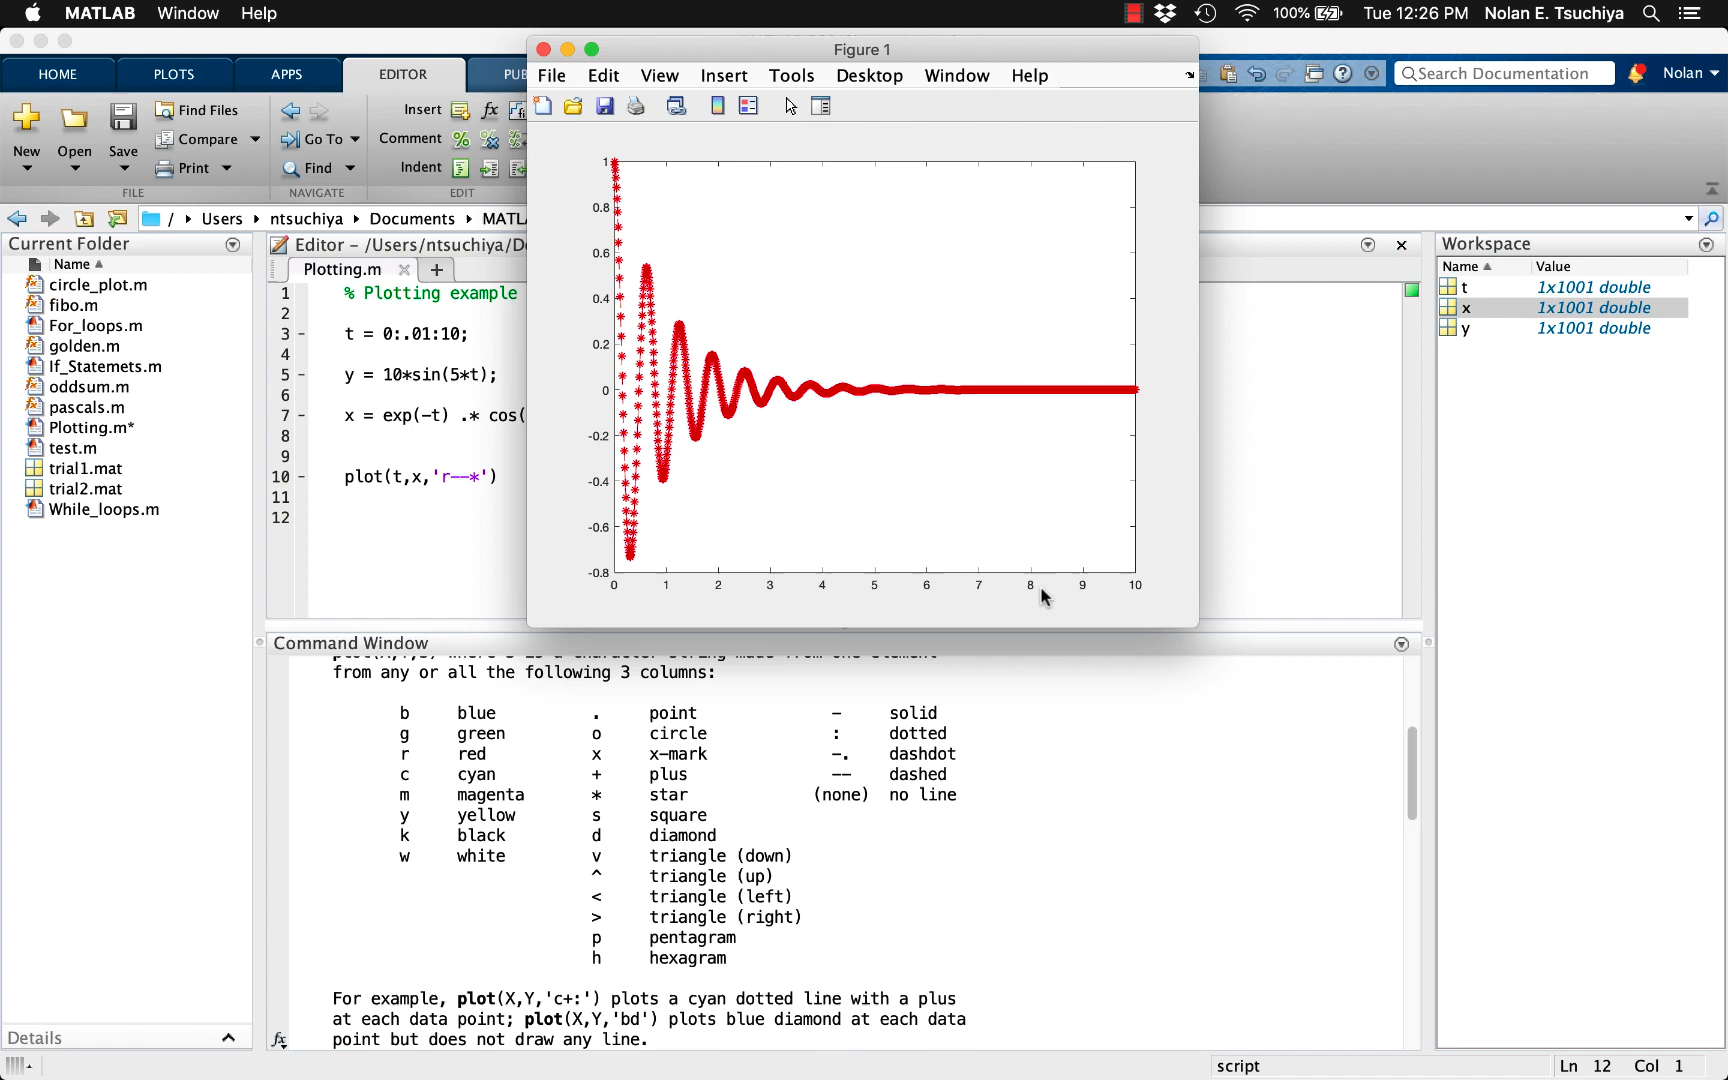 MATLAB Window Help 100% Tue 12:26 PM Nolan E. Tsuchiya
Figure 1
HOME PLOTS APPS EDITOR PUB
File Edit View Insert Tools Desktop Window Help
Search Documentation Nolan
New Open Save
Find Files
Compare
Print
Go To
Find
Insert fx
Comment
Indent
FILE NAVIGATE EDIT
/ Users ntsuchiya Documents MATL
Current Folder
Name
circle_plot.m
fibo.m
For_loops.m
golden.m
If_Statemets.m
oddsum.m
pascals.m
Plotting.m*
test.m
trial1.mat
trial2.mat
While_loops.m
Details
Editor – /Users/ntsuchiya/D
Plotting.m
1 % Plotting example
2
3 - t = 0:.01:10;
4
5 - y = 10*sin(5*t);
6
7 - x = exp(-t) .* cos(
8
9
10 - plot(t,x,'r--*')
11
12
1
0.8
0.6
0.4
0.2
0
-0.2
-0.4
-0.6
-0.8
0 1 2 3 4 5 6 7 8 9 10
Workspace
Name Value
t 1x1001 double
x 1x1001 double
y 1x1001 double
Command Window
from any or all the following 3 columns:
b blue . point - solid
g green o circle : dotted
r red x x-mark -. dashdot
c cyan + plus -- dashed
m magenta * star (none) no line
y yellow s square
k black d diamond
w white v triangle (down)
^ triangle (up)
< triangle (left)
> triangle (right)
p pentagram
h hexagram
For example, plot(X,Y,'c+:') plots a cyan dotted line with a plus
at each data point; plot(X,Y,'bd') plots blue diamond at each data
fx point but does not draw any line.
script Ln 12 Col 1